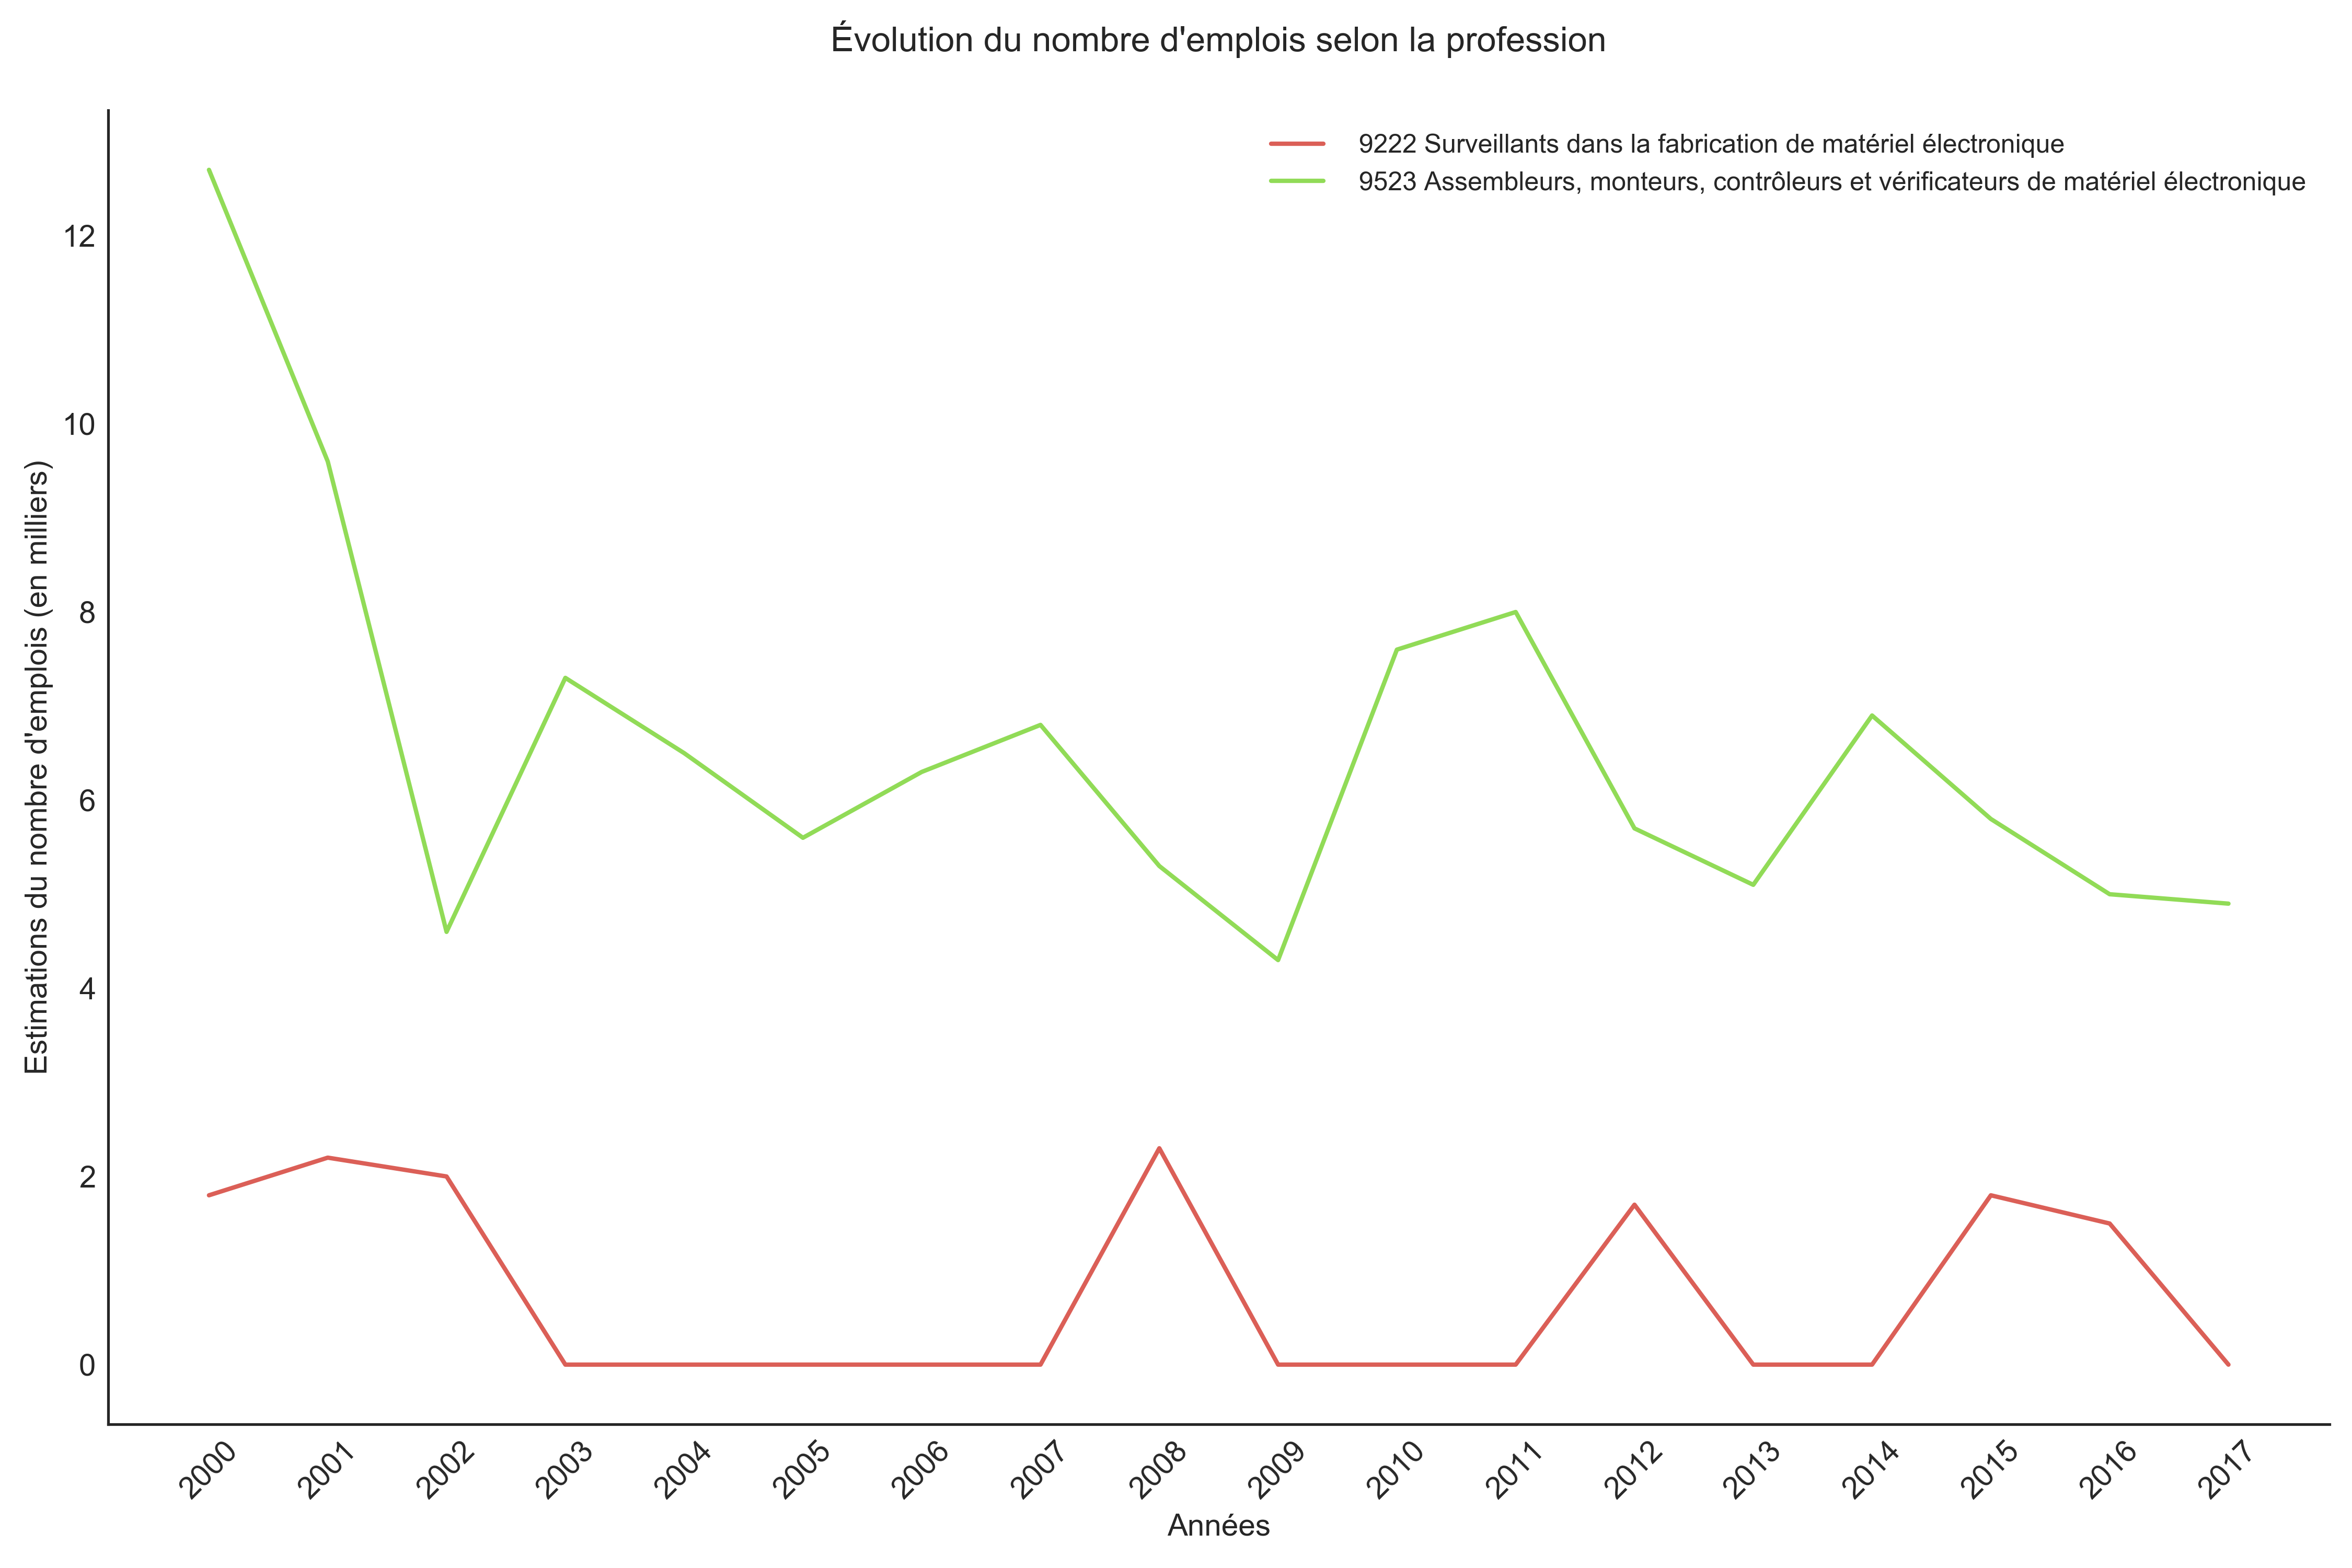 Évolution du nombre d'emplois selon la profession
9222 Surveillants dans la fabrication de matériel électronique
9523 Assembleurs, monteurs, contrôleurs et vérificateurs de matériel électronique
Estimations du nombre d'emplois (en milliers)
12
10
8
6
4
2
0
2000 2001 2002 2003 2004 2005 2006 2007 2008 2009 2010 2011 2012 2013 2014 2015 2016 2017
Années